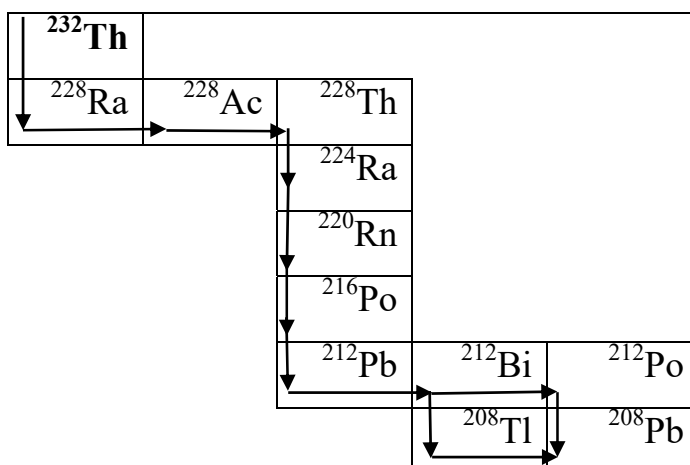 ²³²Th
²²⁸Ra ²²⁸Ac ²²⁸Th
²²⁴Ra
²²⁰Rn
²¹⁶Po
²¹²Pb ²¹²Bi ²¹²Po
²⁰⁸Tl ²⁰⁸Pb